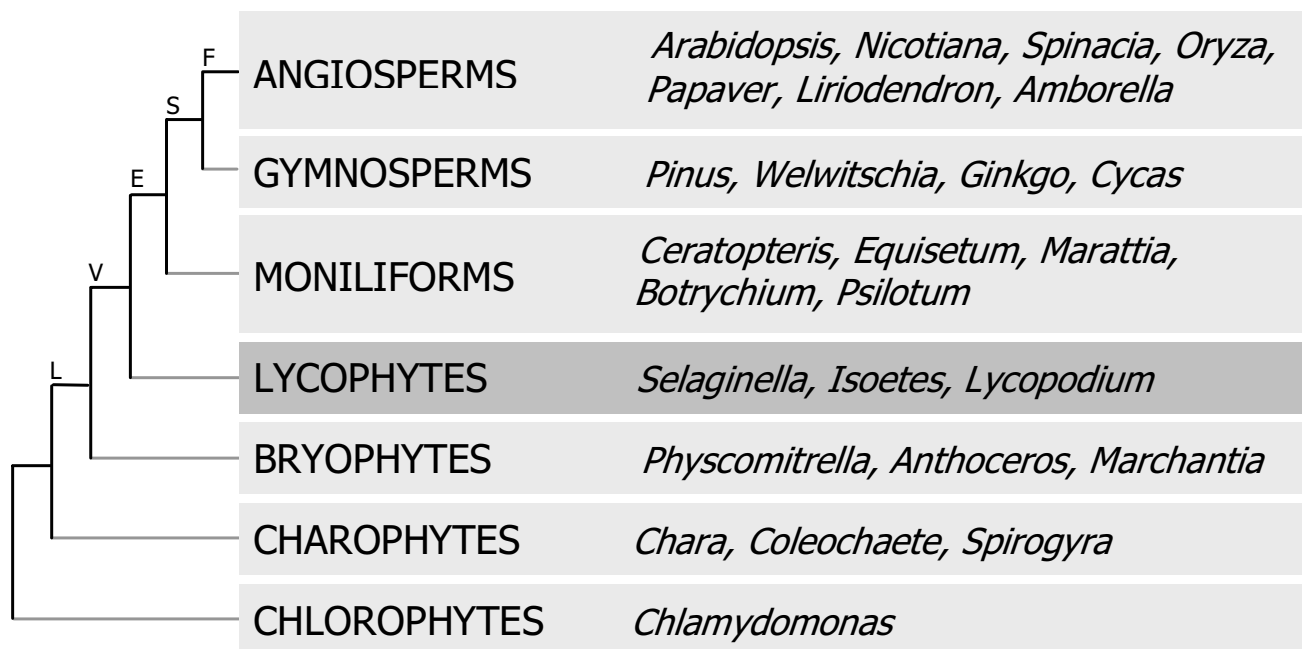 F
ANGIOSPERMS
Arabidopsis, Nicotiana, Spinacia, Oryza,
Papaver, Liriodendron, Amborella
S
GYMNOSPERMS
Pinus, Welwitschia, Ginkgo, Cycas
E
MONILIFORMS
Ceratopteris, Equisetum, Marattia,
Botrychium, Psilotum
V
LYCOPHYTES
Selaginella, Isoetes, Lycopodium
L
BRYOPHYTES
Physcomitrella, Anthoceros, Marchantia
CHAROPHYTES
Chara, Coleochaete, Spirogyra
CHLOROPHYTES
Chlamydomonas